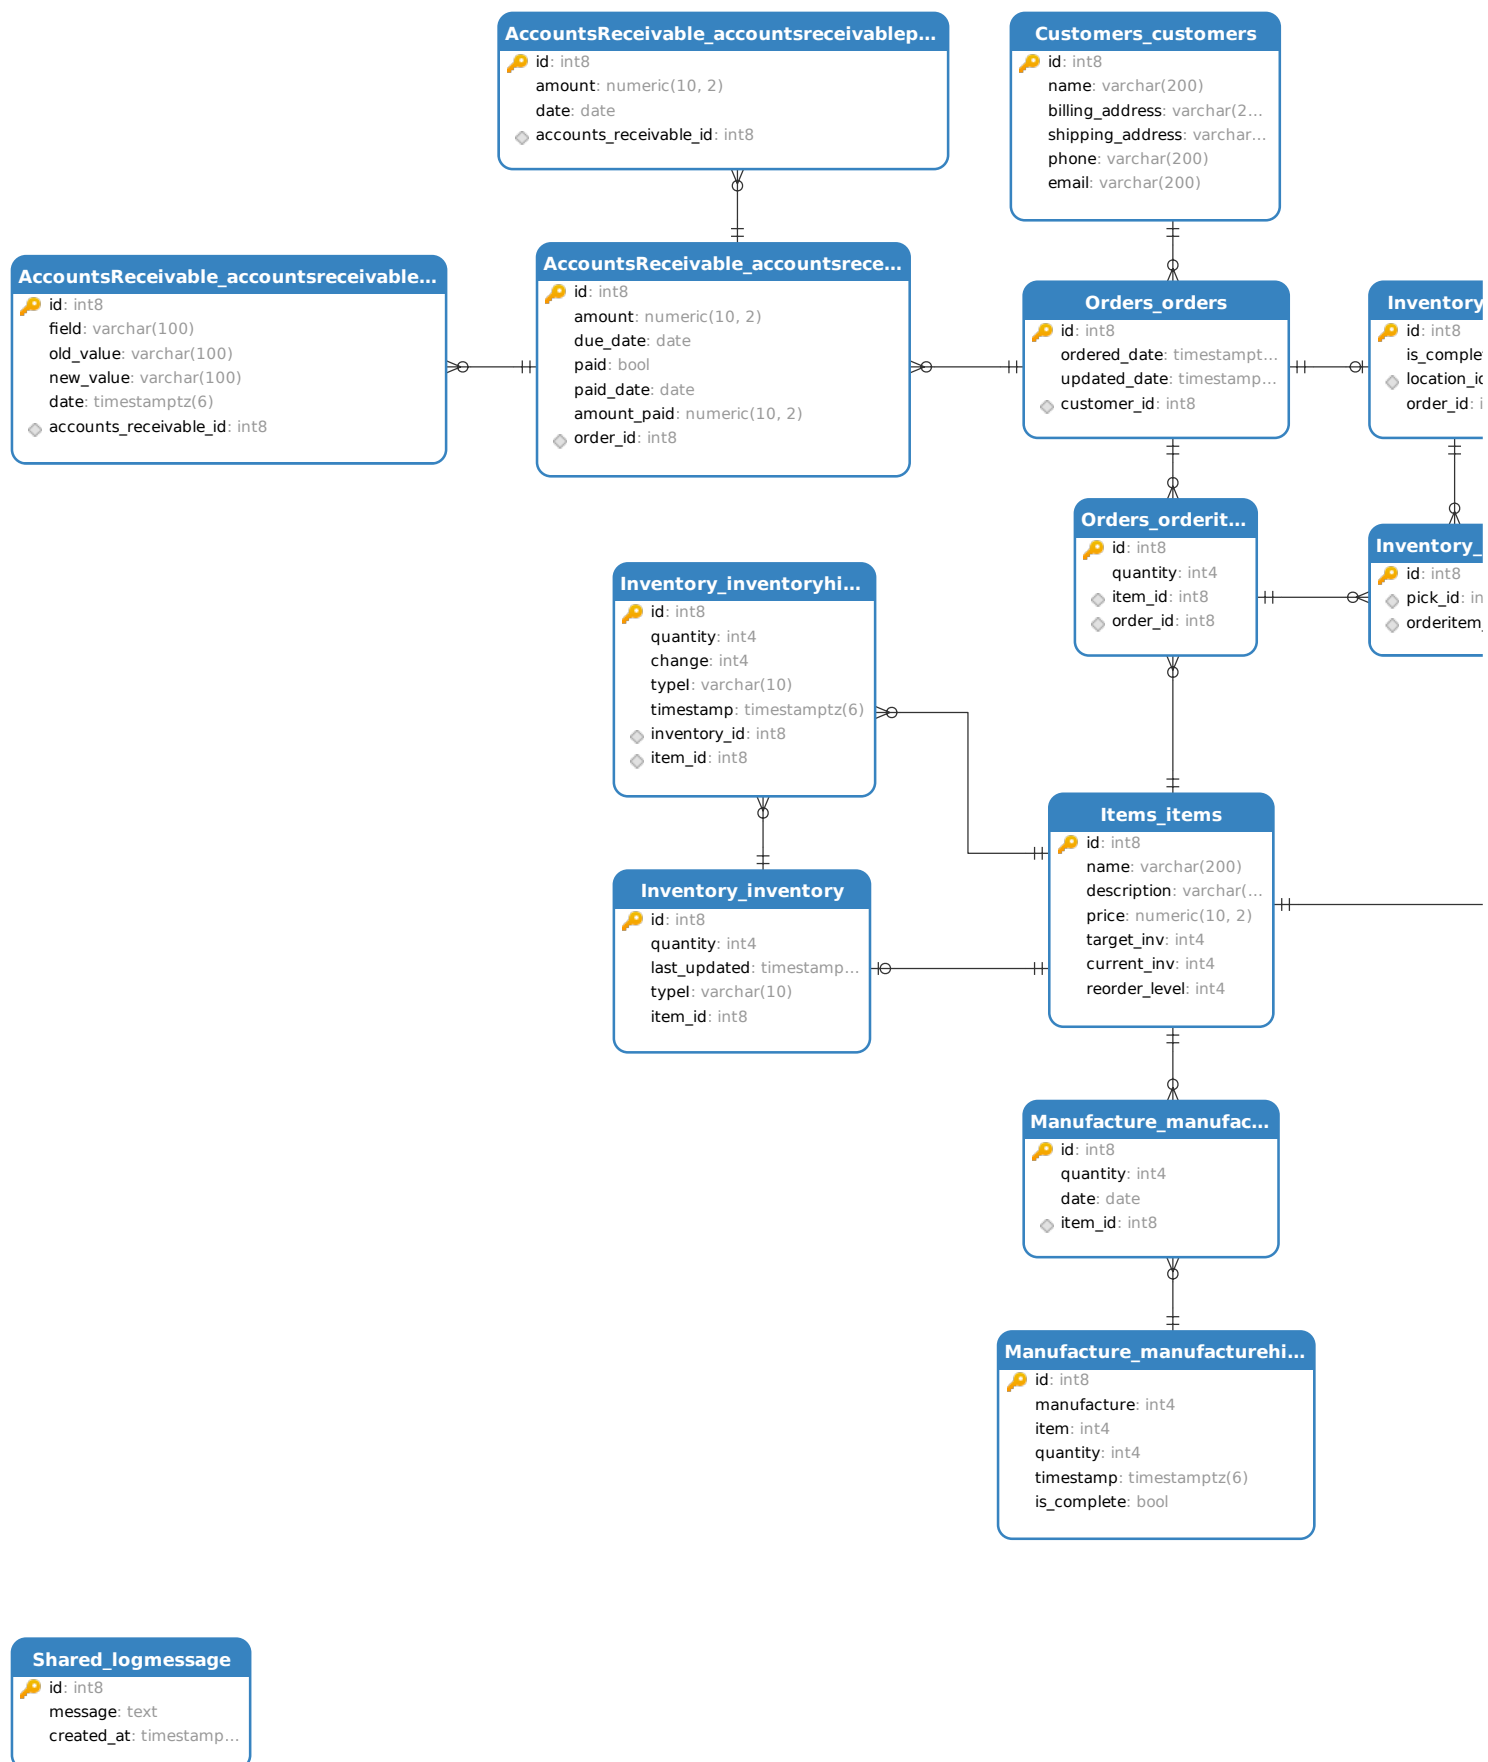 AccountsReceivable_accountsreceivablep...
id: int8
amount: numeric(10, 2)
date: date
accounts_receivable_id: int8
Customers_customers
id: int8
name: varchar(200)
billing_address: varchar(2...
shipping_address: varchar...
phone: varchar(200)
email: varchar(200)
AccountsReceivable_accountsreceivable...
id: int8
field: varchar(100)
old_value: varchar(100)
new_value: varchar(100)
date: timestamptz(6)
accounts_receivable_id: int8
AccountsReceivable_accountsrece...
id: int8
amount: numeric(10, 2)
due_date: date
paid: bool
paid_date: date
amount_paid: numeric(10, 2)
order_id: int8
Orders_orders
id: int8
ordered_date: timestampt...
updated_date: timestamp...
customer_id: int8
Inventory
id: int8
is_comple
location_id
order_id: i
Orders_orderit...
id: int8
quantity: int4
item_id: int8
order_id: int8
Inventory_
id: int8
pick_id: in
orderitem_
Inventory_inventoryhi...
id: int8
quantity: int4
change: int4
typeI: varchar(10)
timestamp: timestamptz(6)
inventory_id: int8
item_id: int8
Inventory_inventory
id: int8
quantity: int4
last_updated: timestamp...
typeI: varchar(10)
item_id: int8
Items_items
id: int8
name: varchar(200)
description: varchar(...
price: numeric(10, 2)
target_inv: int4
current_inv: int4
reorder_level: int4
Manufacture_manufac...
id: int8
quantity: int4
date: date
item_id: int8
Manufacture_manufacturehi...
id: int8
manufacture: int4
item: int4
quantity: int4
timestamp: timestamptz(6)
is_complete: bool
Shared_logmessage
id: int8
message: text
created_at: timestamp...